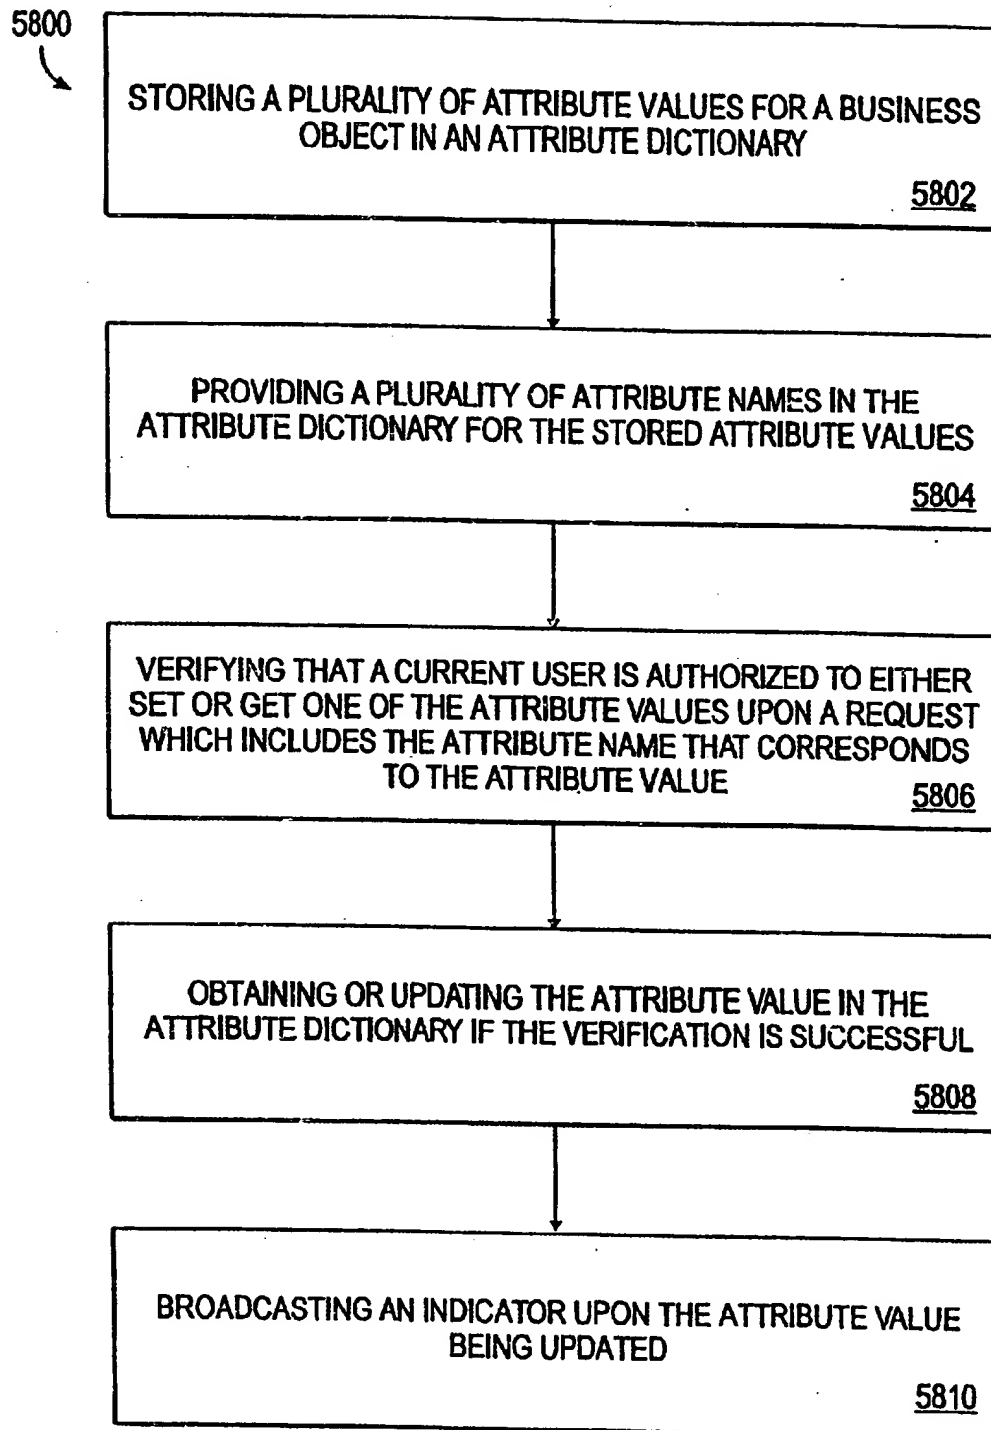 5800
STORING A PLURALITY OF ATTRIBUTE VALUES FOR A BUSINESS
OBJECT IN AN ATTRIBUTE DICTIONARY
5802
PROVIDING A PLURALITY OF ATTRIBUTE NAMES IN THE
ATTRIBUTE DICTIONARY FOR THE STORED ATTRIBUTE VALUES
5804
VERIFYING THAT A CURRENT USER IS AUTHORIZED TO EITHER
SET OR GET ONE OF THE ATTRIBUTE VALUES UPON A REQUEST
WHICH INCLUDES THE ATTRIBUTE NAME THAT CORRESPONDS
TO THE ATTRIBUTE VALUE
5806
OBTAINING OR UPDATING THE ATTRIBUTE VALUE IN THE
ATTRIBUTE DICTIONARY IF THE VERIFICATION IS SUCCESSFUL
5808
BROADCASTING AN INDICATOR UPON THE ATTRIBUTE VALUE
BEING UPDATED
5810